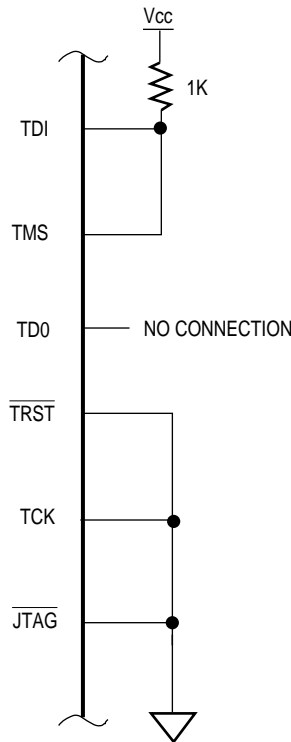 Vcc
1K
TDI
TMS
TD0 NO CONNECTION
TRST
TCK
JTAG